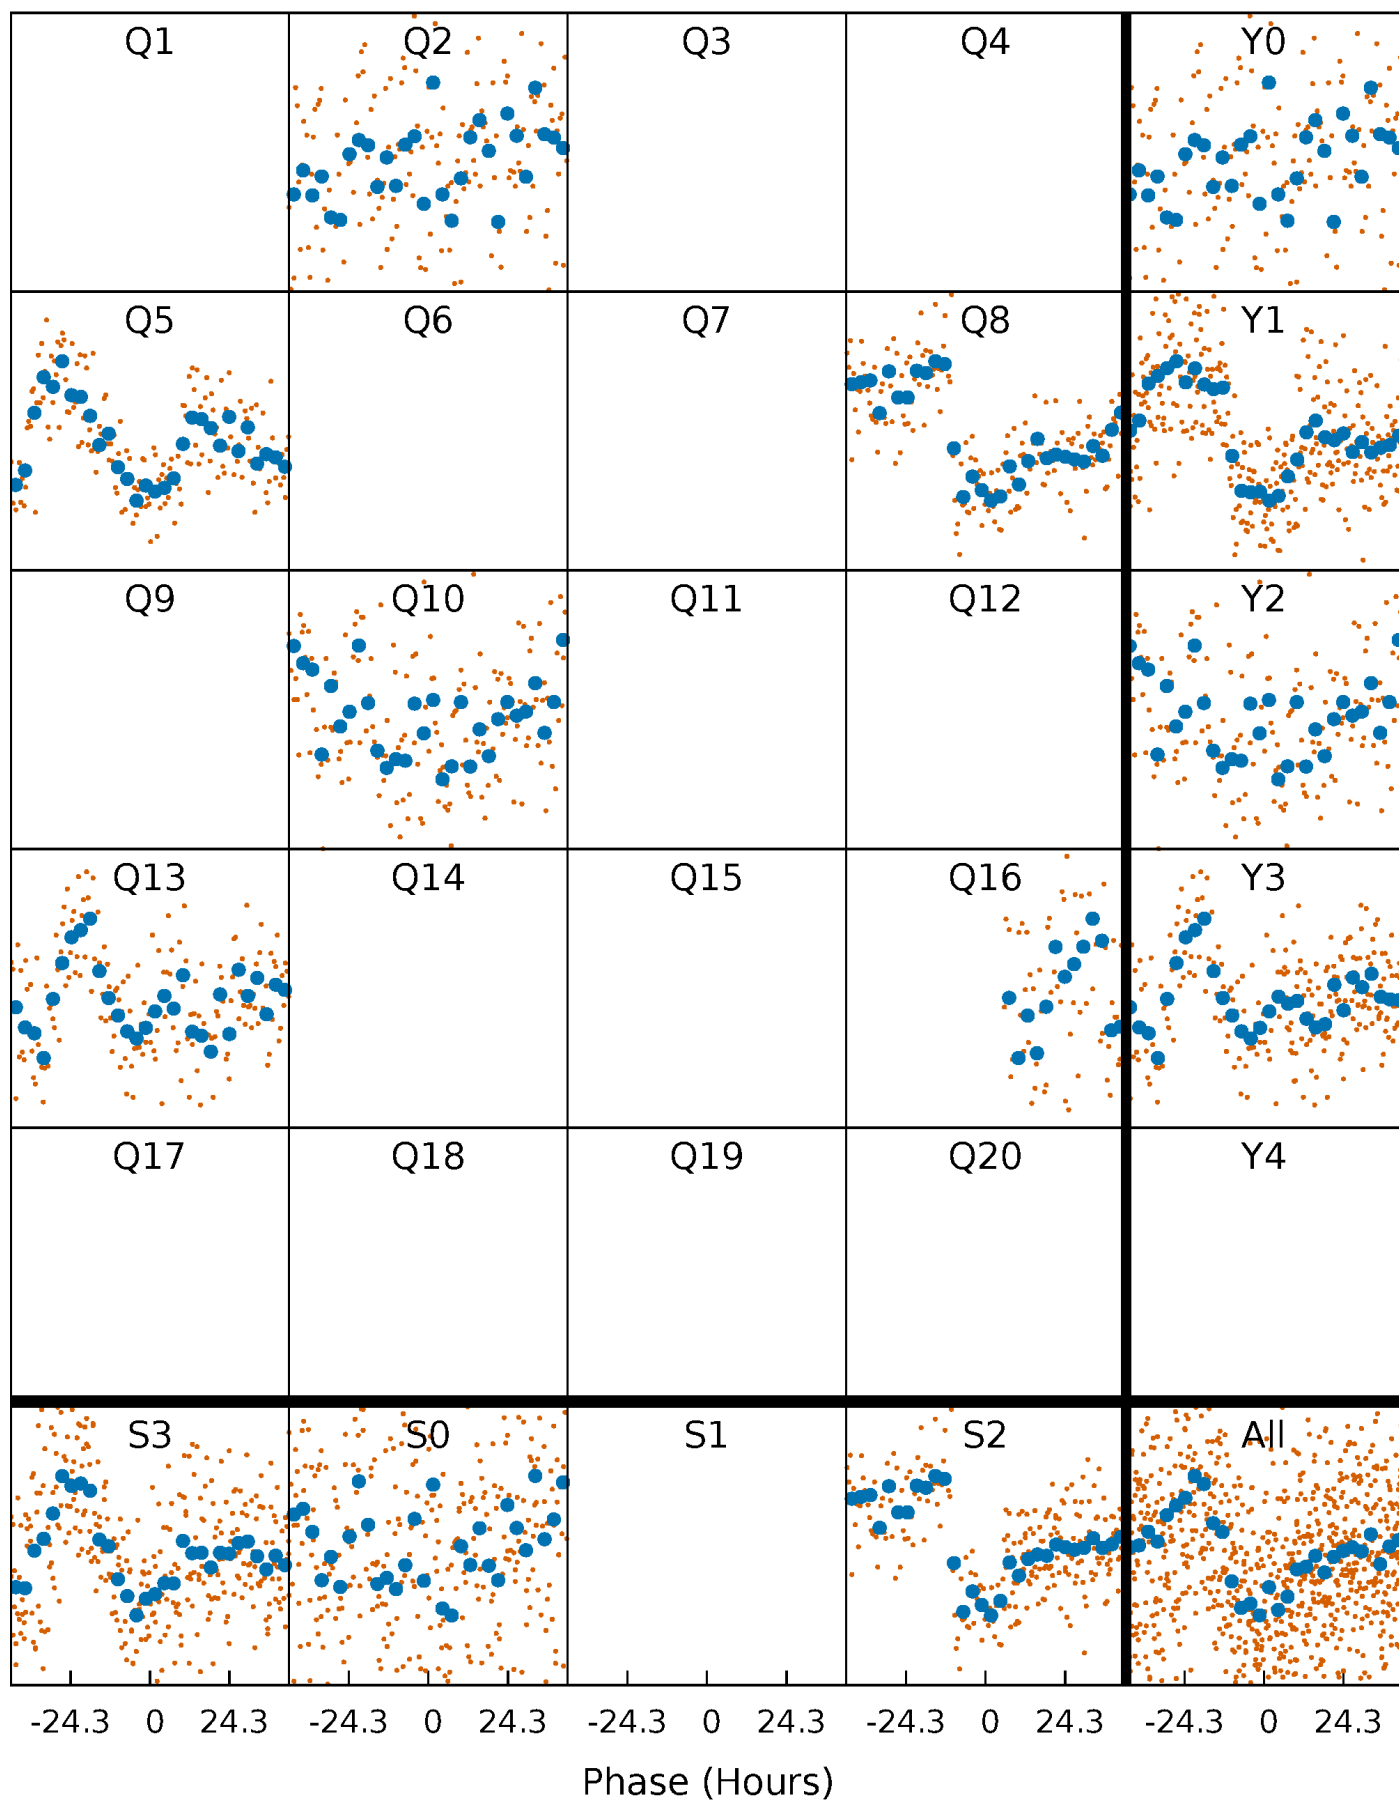 Q1 Q2 Q3 Q4 Y0
Q5 Q6 Q7 Q8 Y1
Q9 Q10 Q11 Q12 Y2
Q13 Q14 Q15 Q16 Y3
Q17 Q18 Q19 Q20 Y4
S3 S0 S1 S2 All
-24.3 0 24.3 -24.3 0 24.3 -24.3 0 24.3 -24.3 0 24.3 -24.3 0 24.3
Phase (Hours)